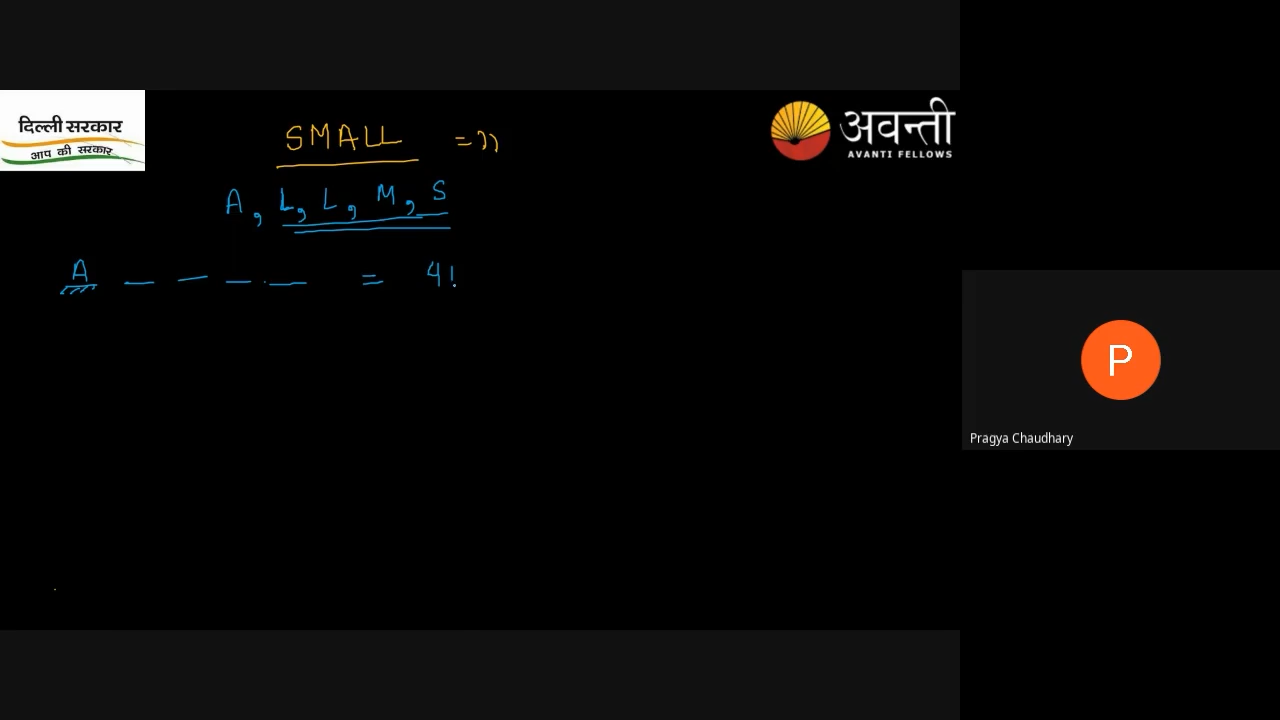 दिल्ली सरकार
आप की सरकार
अवन्ती
AVANTI FELLOWS
SMALL =))
A, L, L, M, S
A _ _ _ _ = 4!
P
Pragya Chaudhary